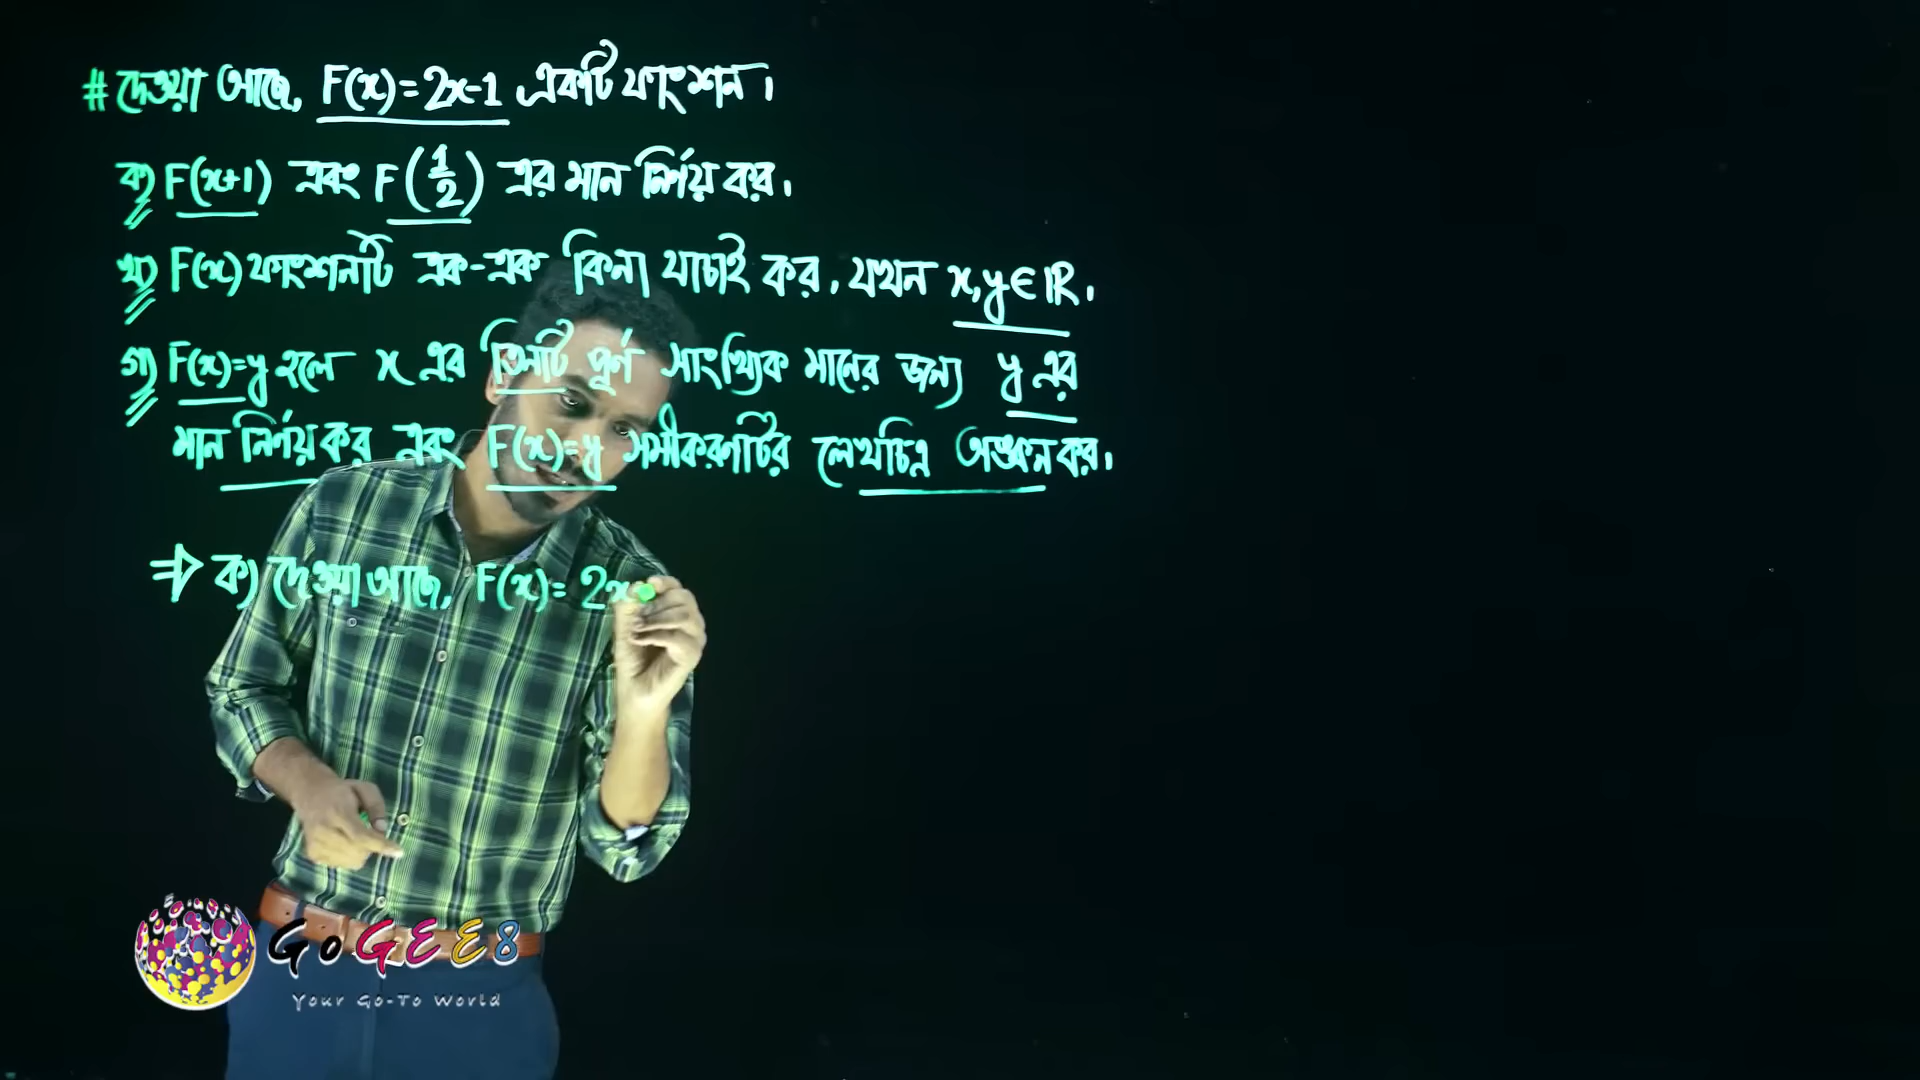 # দেওয়া আছে, F(x)=2x-1 একটি ফাংশন।
ক) F(x+1) এবং F(1/2) এর মান নির্ণয় কর।
খ) F(x) ফাংশনটি এক-এক কিনা যাচাই কর, যখন x,y∈ℝ।
গ) F(x)=y হলে x এর তিনটি পূর্ণ সাংখ্যিক মানের জন্য y এর
মান নির্ণয় কর এবং F(x)=y সমীকরণটির লেখচিত্র অঙ্কন কর।
⇒ ক) দেওয়া আছে, F(x)= 2x
GoGEE8
Your Go-To World